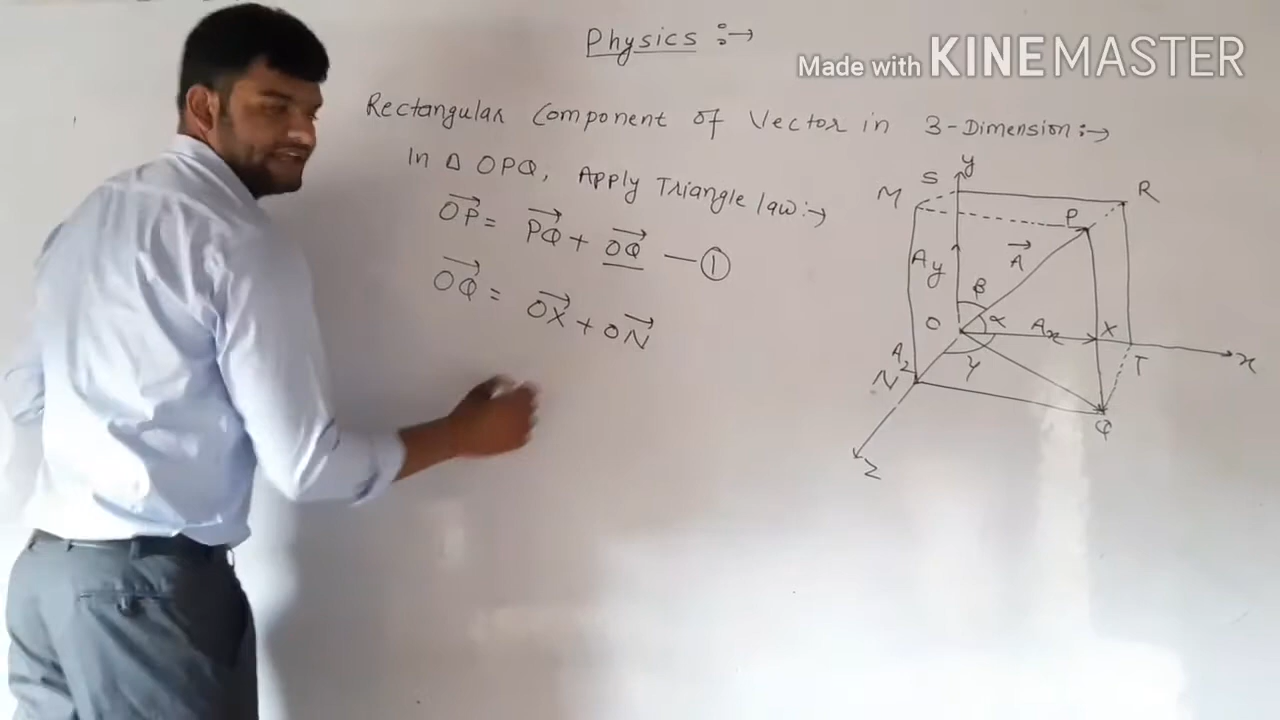 Physics :→
Made with KINEMASTER
Rectangular Component of Vector in 3-Dimension:→
In Δ OPQ, Apply Triangle law:→
OP→ = PQ→ + OQ→ — ①
OQ→ = OX→ + ON→
y
S
M
R
P
A→
Ay
β
O
α
Ax
X
T
x
Az
N
γ
Q
Z